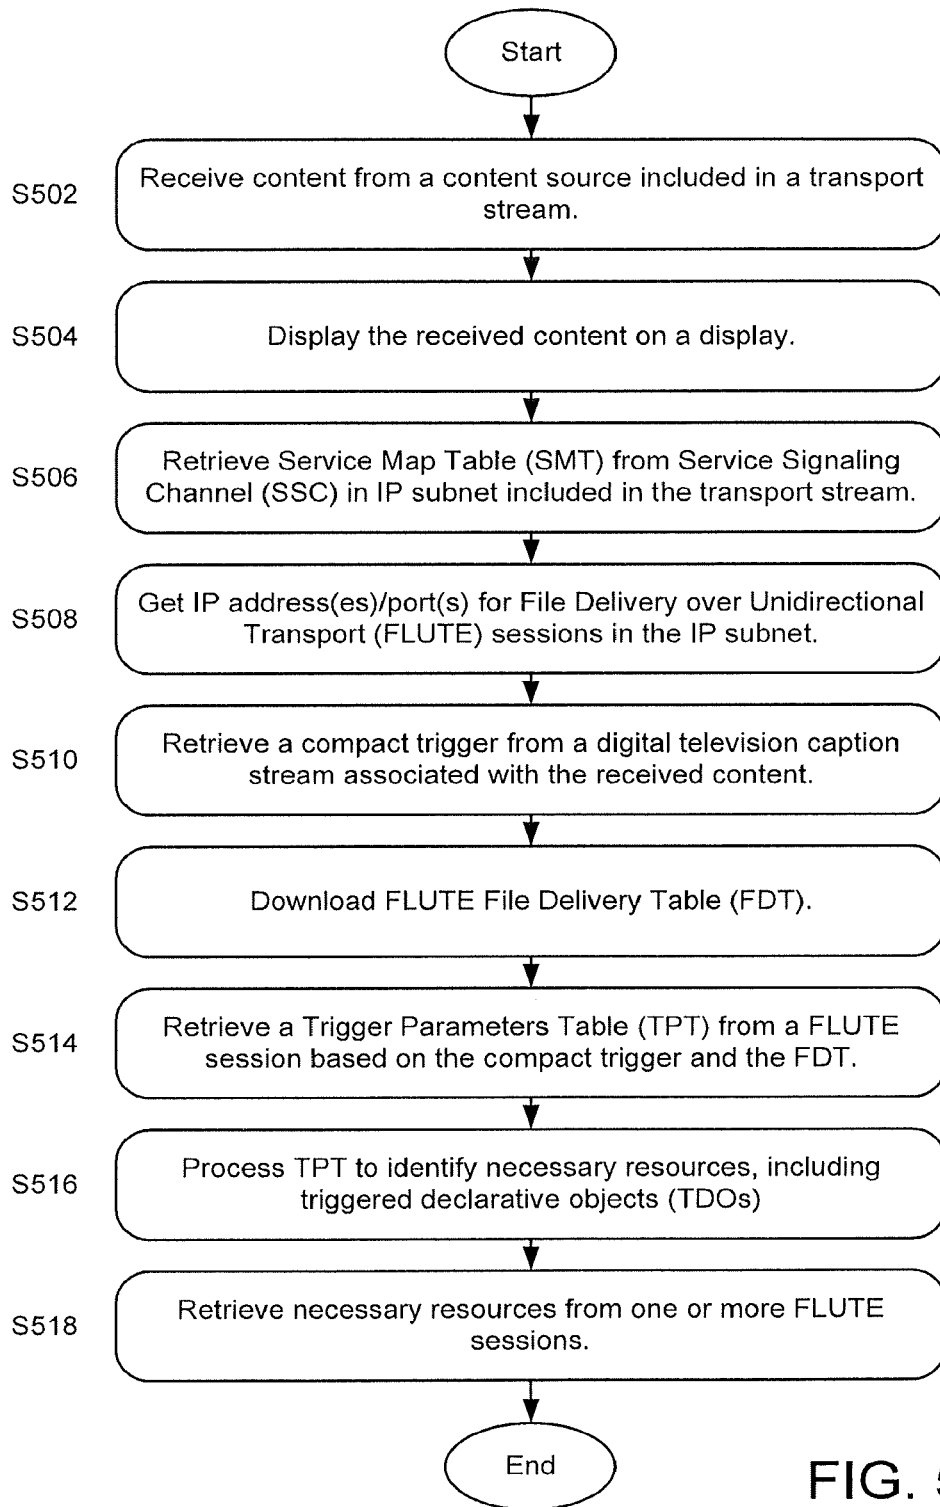 Start
S502
Receive content from a content source included in a transport
stream.
S504
Display the received content on a display.
S506
Retrieve Service Map Table (SMT) from Service Signaling
Channel (SSC) in IP subnet included in the transport stream.
S508
Get IP address(es)/port(s) for File Delivery over Unidirectional
Transport (FLUTE) sessions in the IP subnet.
S510
Retrieve a compact trigger from a digital television caption
stream associated with the received content.
S512
Download FLUTE File Delivery Table (FDT).
S514
Retrieve a Trigger Parameters Table (TPT) from a FLUTE
session based on the compact trigger and the FDT.
S516
Process TPT to identify necessary resources, including
triggered declarative objects (TDOs)
S518
Retrieve necessary resources from one or more FLUTE
sessions.
End
FIG. 5